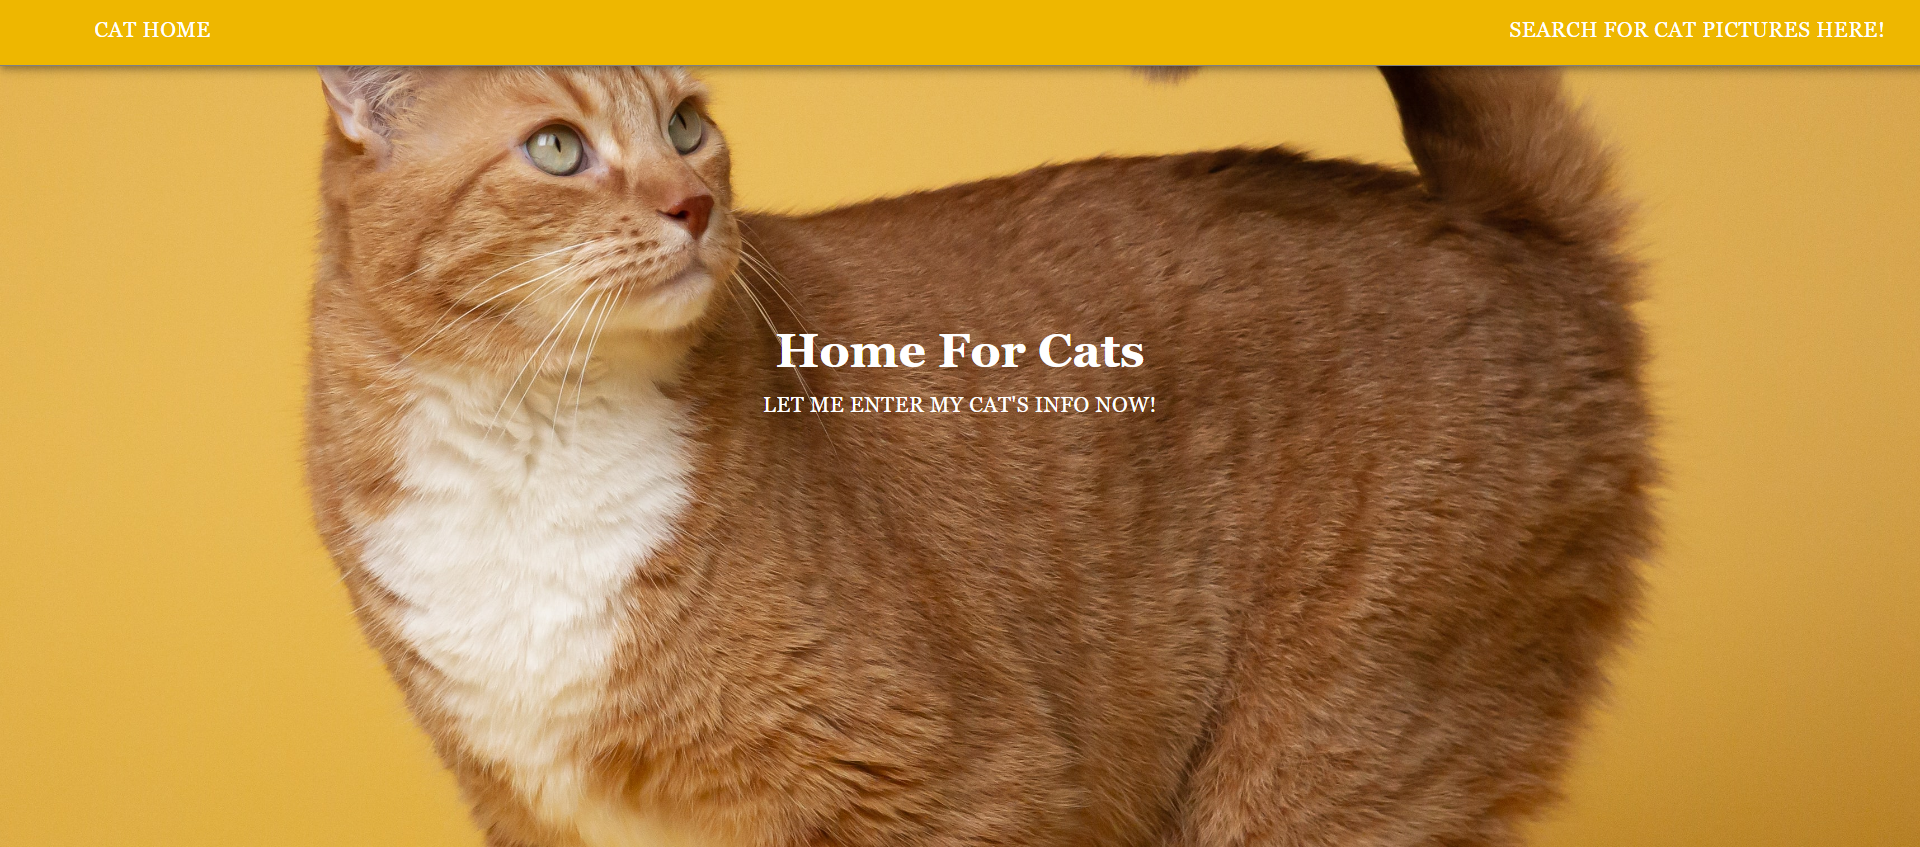 CAT HOME
SEARCH FOR CAT PICTURES HERE!
Home For Cats
LET ME ENTER MY CAT'S INFO NOW!